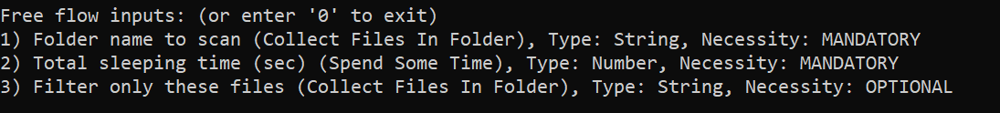 Free flow inputs: (or enter '0' to exit)
1) Folder name to scan (Collect Files In Folder), Type: String, Necessity: MANDATORY
2) Total sleeping time (sec) (Spend Some Time), Type: Number, Necessity: MANDATORY
3) Filter only these files (Collect Files In Folder), Type: String, Necessity: OPTIONAL